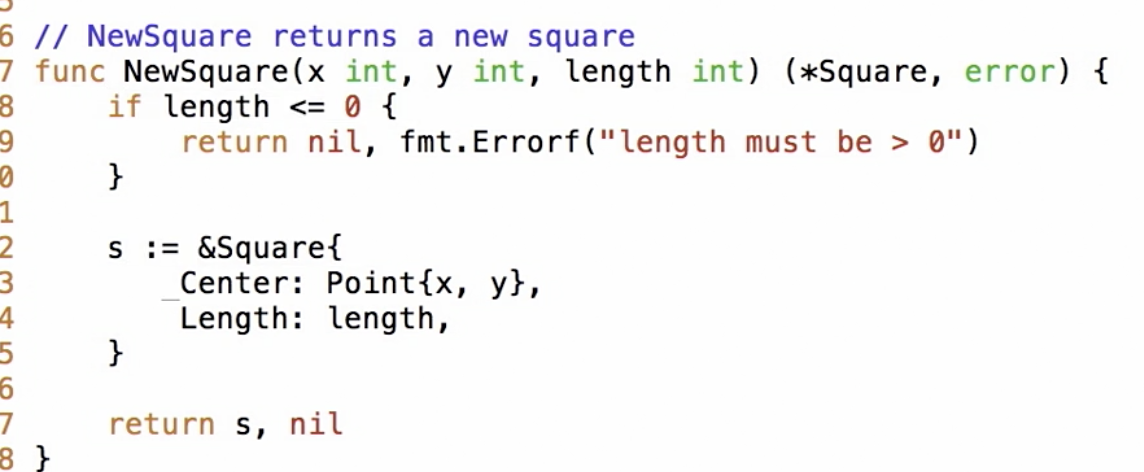 5
6 // NewSquare returns a new square
7 func NewSquare(x int, y int, length int) (*Square, error) {
8     if length <= 0 {
9         return nil, fmt.Errorf("length must be > 0")
0     }
1
2     s := &Square{
3         Center: Point{x, y},
4         Length: length,
5     }
6
7     return s, nil
8 }